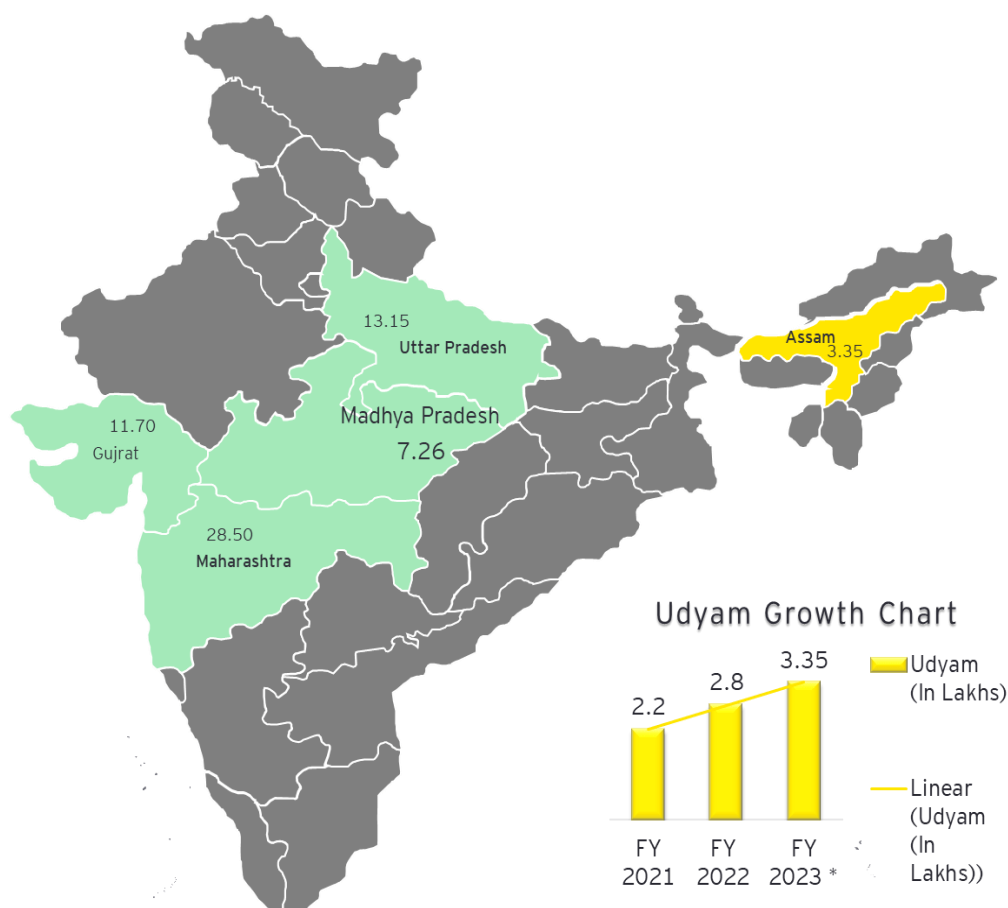 13.15
Uttar Pradesh
Assam
3.35
Madhya Pradesh
7.26
11.70
Gujrat
28.50
Maharashtra
Udyam Growth Chart
2.2
2.8
3.35
FY
2021
FY
2022
FY
2023 *
Udyam
(In Lakhs)
Linear
(Udyam
(In
Lakhs))